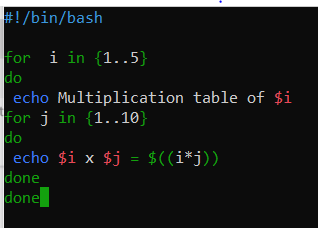 #!/bin/bash
for  i in {1..5}
do
 echo Multiplication table of $i
for j in {1..10}
do
 echo $i x $j = $((i*j))
done
done